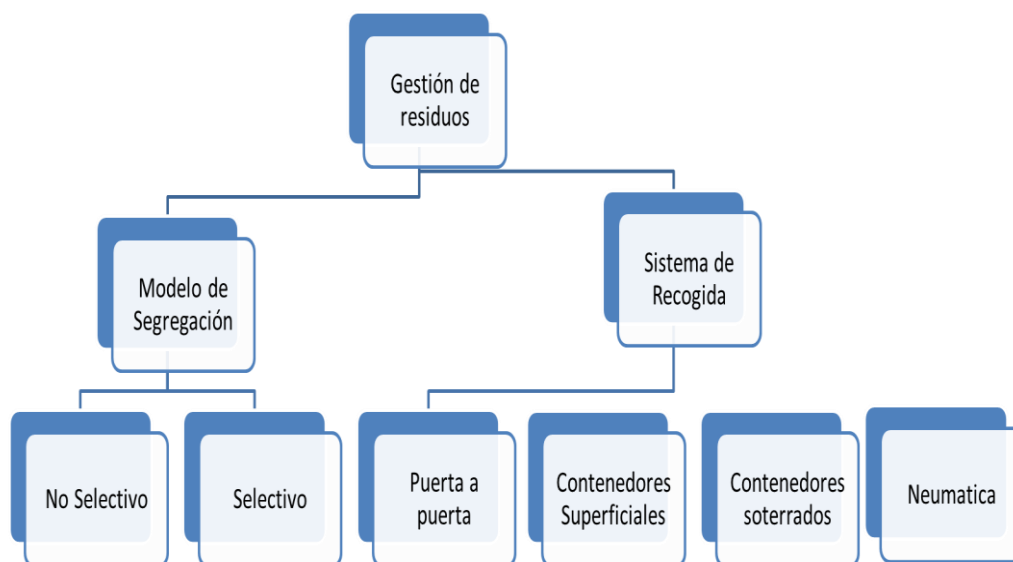 Gestión de
residuos
Modelo de
Segregación
Sistema de
Recogida
No Selectivo
Selectivo
Puerta a
puerta
Contenedores
Superficiales
Contenedores
soterrados
Neumatica